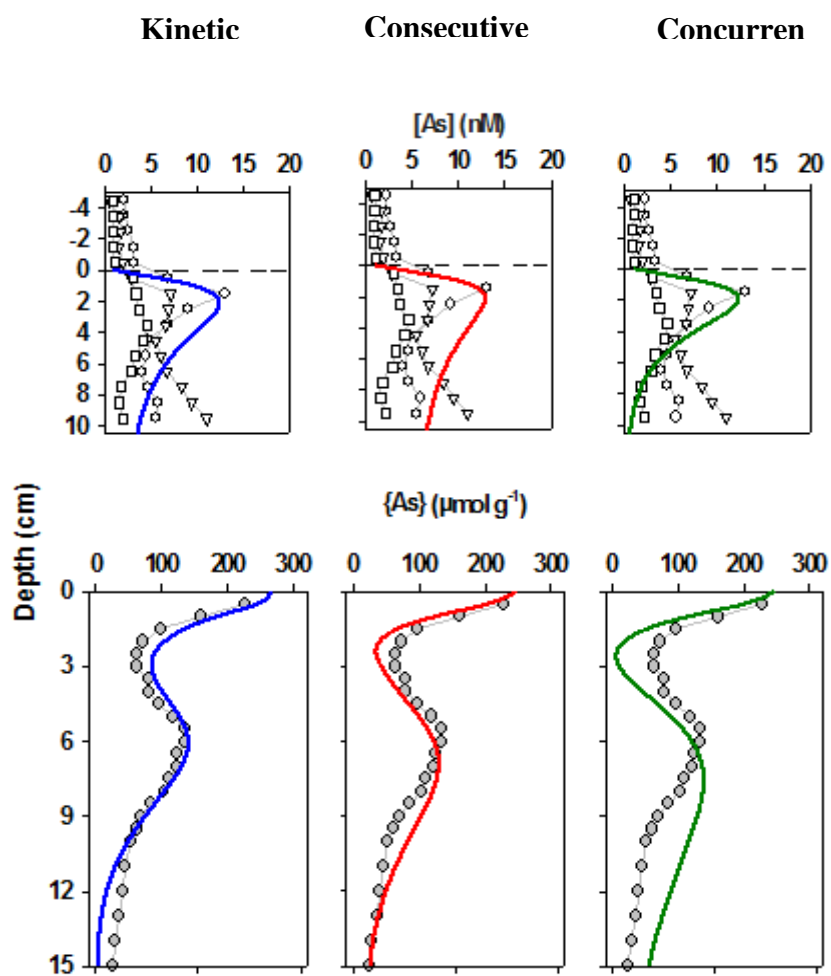 Kinetic Consecutive Concurren
[As] (nM)
0 5 10 15 20 0 5 10 15 20 0 5 10 15 20
-4
-2
0
2
4
6
8
10
{As} (µmol g-1)
Depth (cm)
0 100 200 300 0 100 200 300 0 100 200 300
0
3
6
9
12
15